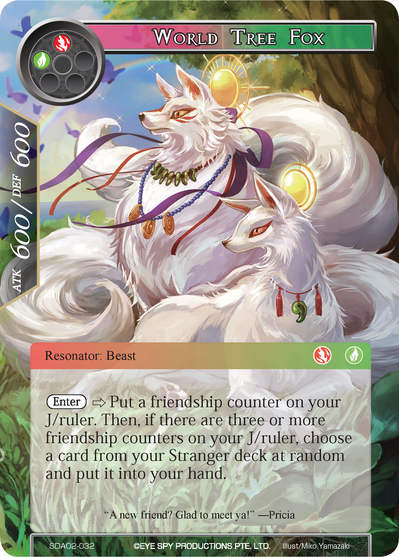 World Tree Fox
ATK 600/ DEF 600
Resonator: Beast
Enter ⇨ Put a friendship counter on your
J/ruler. Then, if there are three or more
friendship counters on your J/ruler, choose
a card from your Stranger deck at random
and put it into your hand.
“A new friend? Glad to meet ya!” —Pricia
SDAO2-032 ©EYE SPY PRODUCTIONS PTE. LTD. Illust/Miko Yamazaki